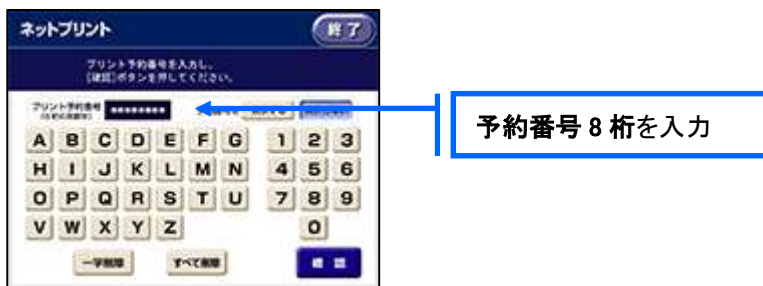 ネットプリント
終了
プリント予約番号を入力し、
[確認]ボタンを押してください。
プリント予約番号
********
A B C D E F G 1 2 3
H I J K L M N 4 5 6
O P Q R S T U 7 8 9
V W X Y Z 0
一字削除 すべて削除 確認
予約番号 8 桁を入力